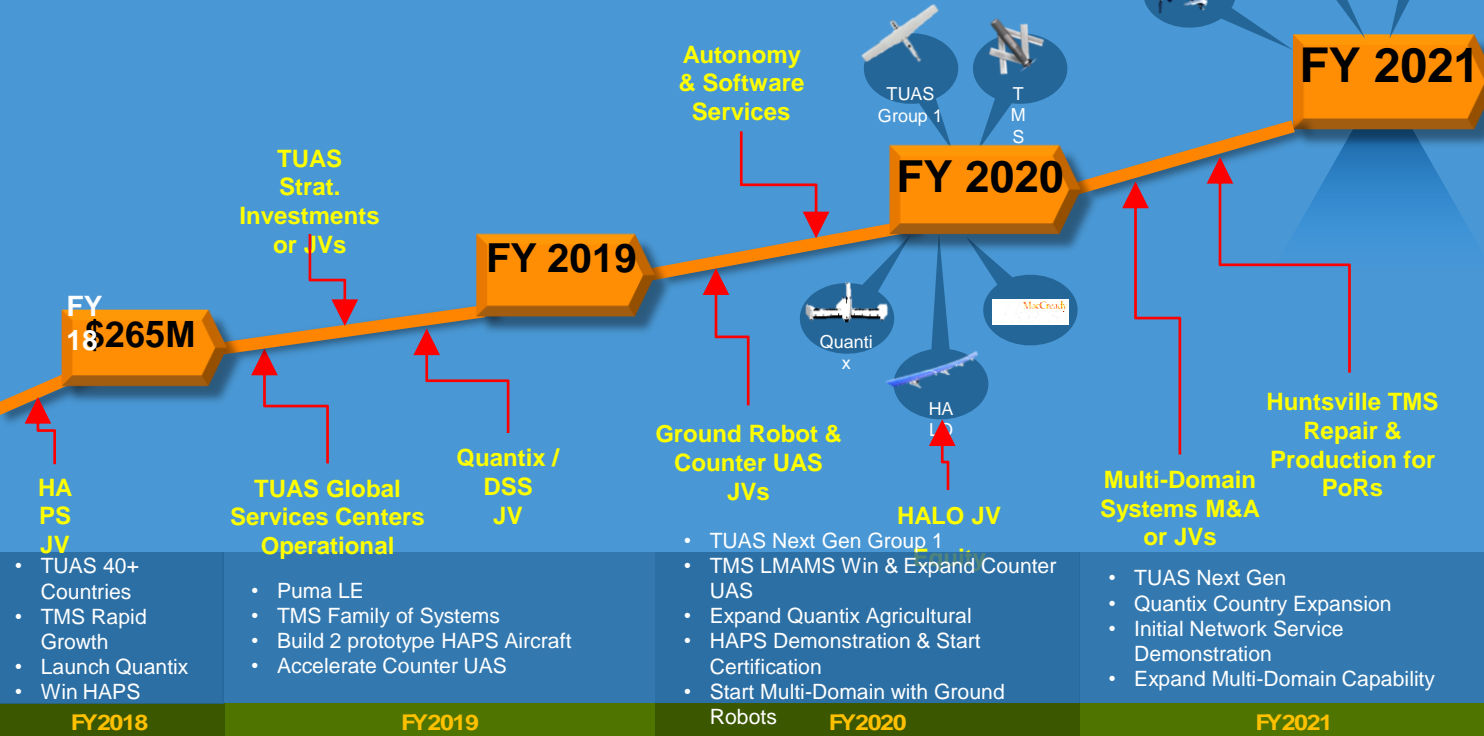 FY 2021
Autonomy
& Software
Services
TUAS
Group 1
T
M
S
FY 2020
TUAS
Strat.
Investments
or JVs
FY 2019
FY
18
$265M
MacCready
Quanti
x
HA
LO
HA
PS
JV
TUAS Global
Services Centers
Operational
Quantix /
DSS
JV
Ground Robot &
Counter UAS
JVs
HALO JV
Equity
Multi-Domain
Systems M&A
or JVs
Huntsville TMS
Repair &
Production for
PoRs
• TUAS 40+
Countries
• TMS Rapid
Growth
• Launch Quantix
• Win HAPS
• Puma LE
• TMS Family of Systems
• Build 2 prototype HAPS Aircraft
• Accelerate Counter UAS
• TUAS Next Gen Group 1
• TMS LMAMS Win & Expand Counter
UAS
• Expand Quantix Agricultural
• HAPS Demonstration & Start
Certification
• Start Multi-Domain with Ground
Robots
• TUAS Next Gen
• Quantix Country Expansion
• Initial Network Service
Demonstration
• Expand Multi-Domain Capability
FY2018
FY2019
FY2020
FY2021